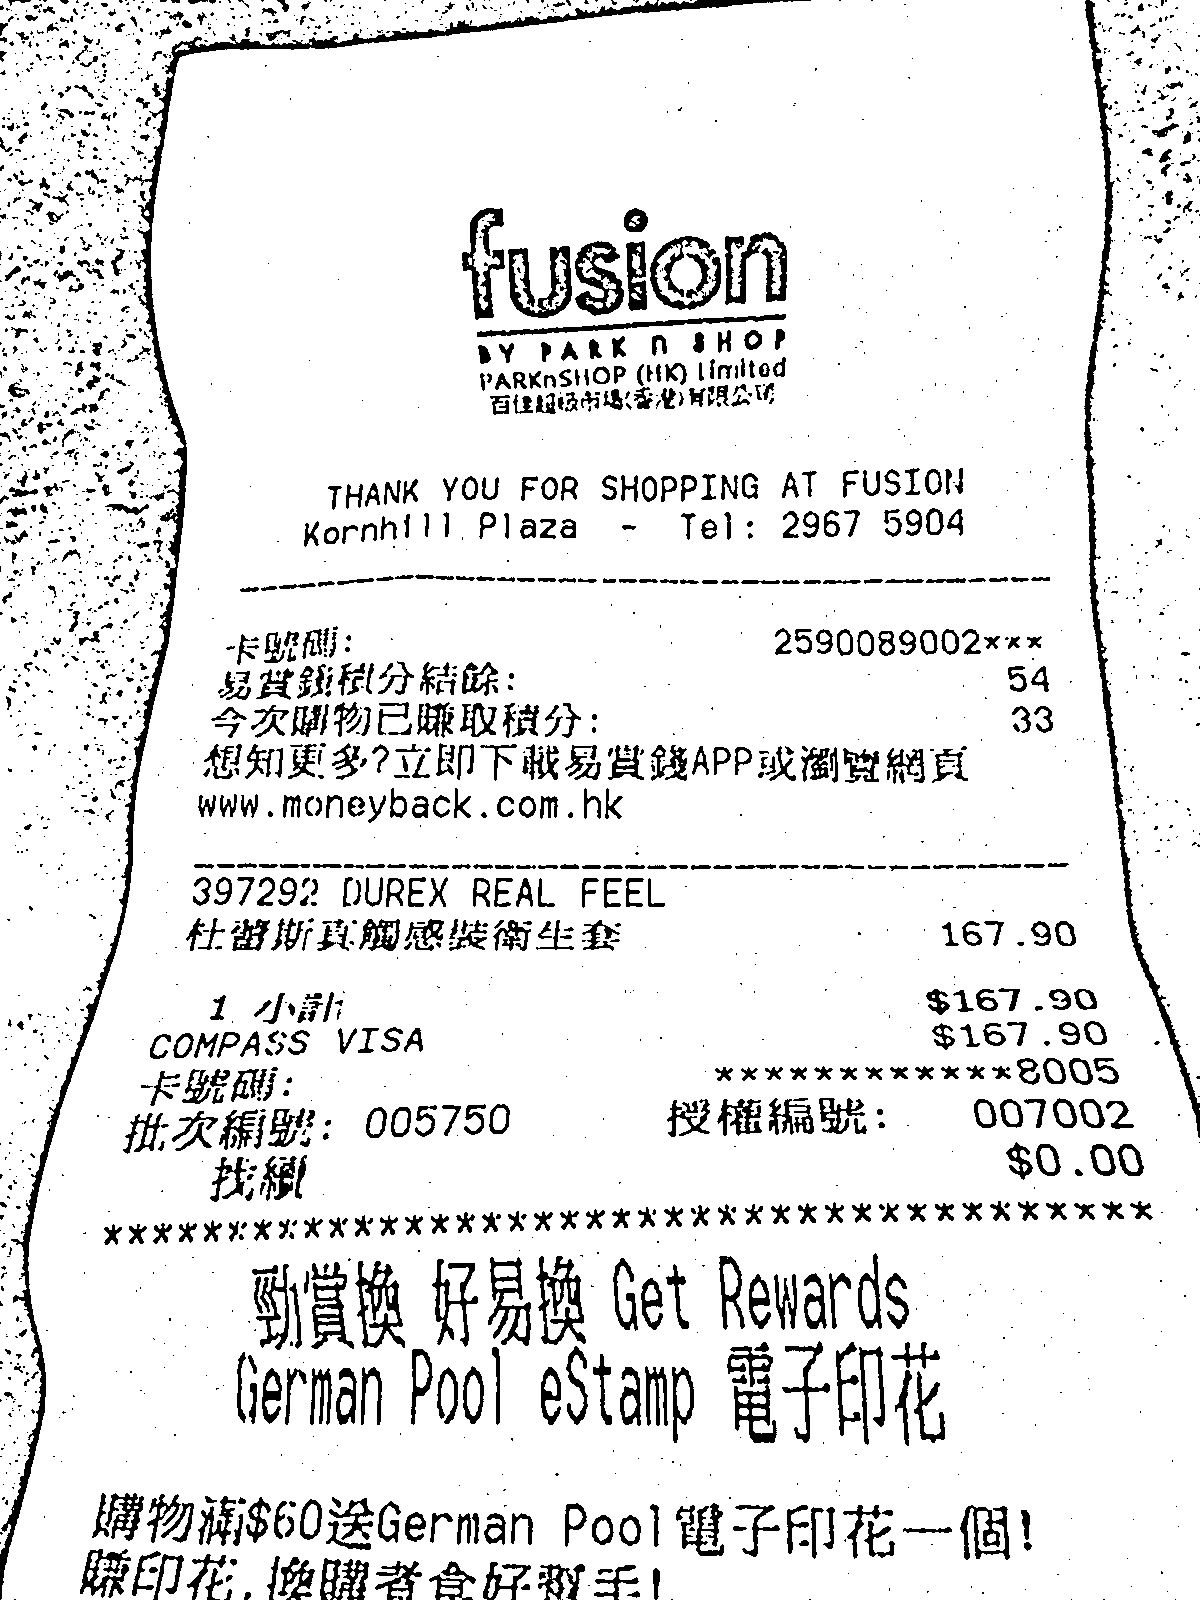 fusion
BY PARK n SHOP
PARKnSHOP (HK) Limited
百佳超級市場(香港)有限公司
THANK YOU FOR SHOPPING AT FUSION
Kornhill Plaza - Tel: 2967 5904
卡號碼: 2590089002***
易賞錢積分結餘: 54
今次購物已賺取積分: 33
想知更多?立即下載易賞錢APP或瀏覽網頁
www.moneyback.com.hk
397292 DUREX REAL FEEL
杜蕾斯真觸感裝衛生套 167.90
1 小計 $167.90
COMPASS VISA $167.90
卡號碼: ************8005
批次編號: 005750 授權編號: 007002
找續 $0.00
******************************************
勁賞換 好易換 Get Rewards
German Pool eStamp 電子印花
購物滿$60送German Pool電子印花一個!
賺印花,換購煮食好幫手!